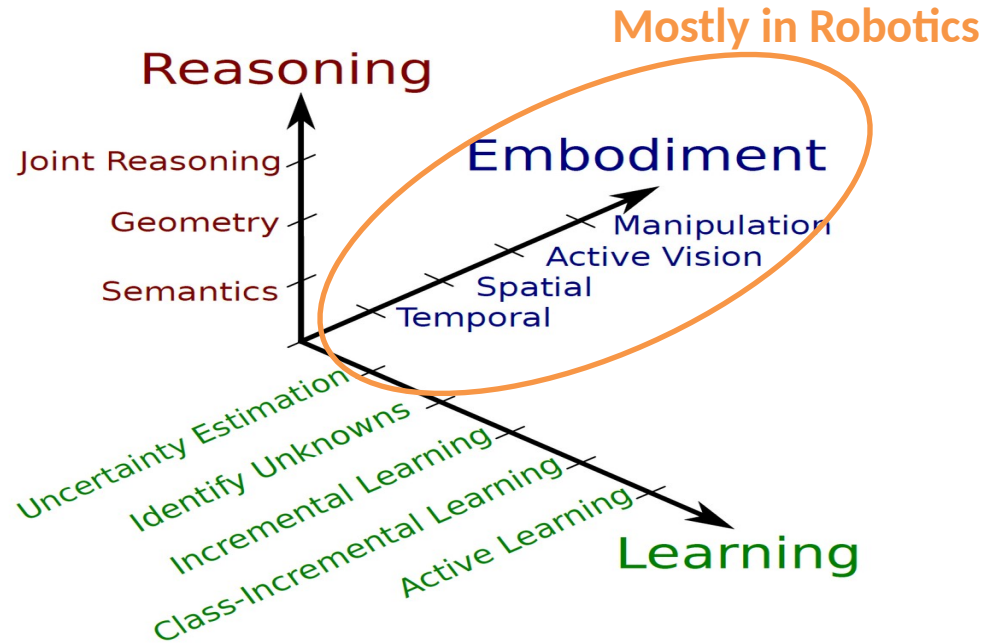 Mostly in Robotics
Reasoning
Joint Reasoning
Geometry
Semantics
Embodiment
Manipulation
Active Vision
Spatial
Temporal
Uncertainty Estimation
Identify Unknowns
Incremental Learning
Class-Incremental Learning
Active Learning
Learning